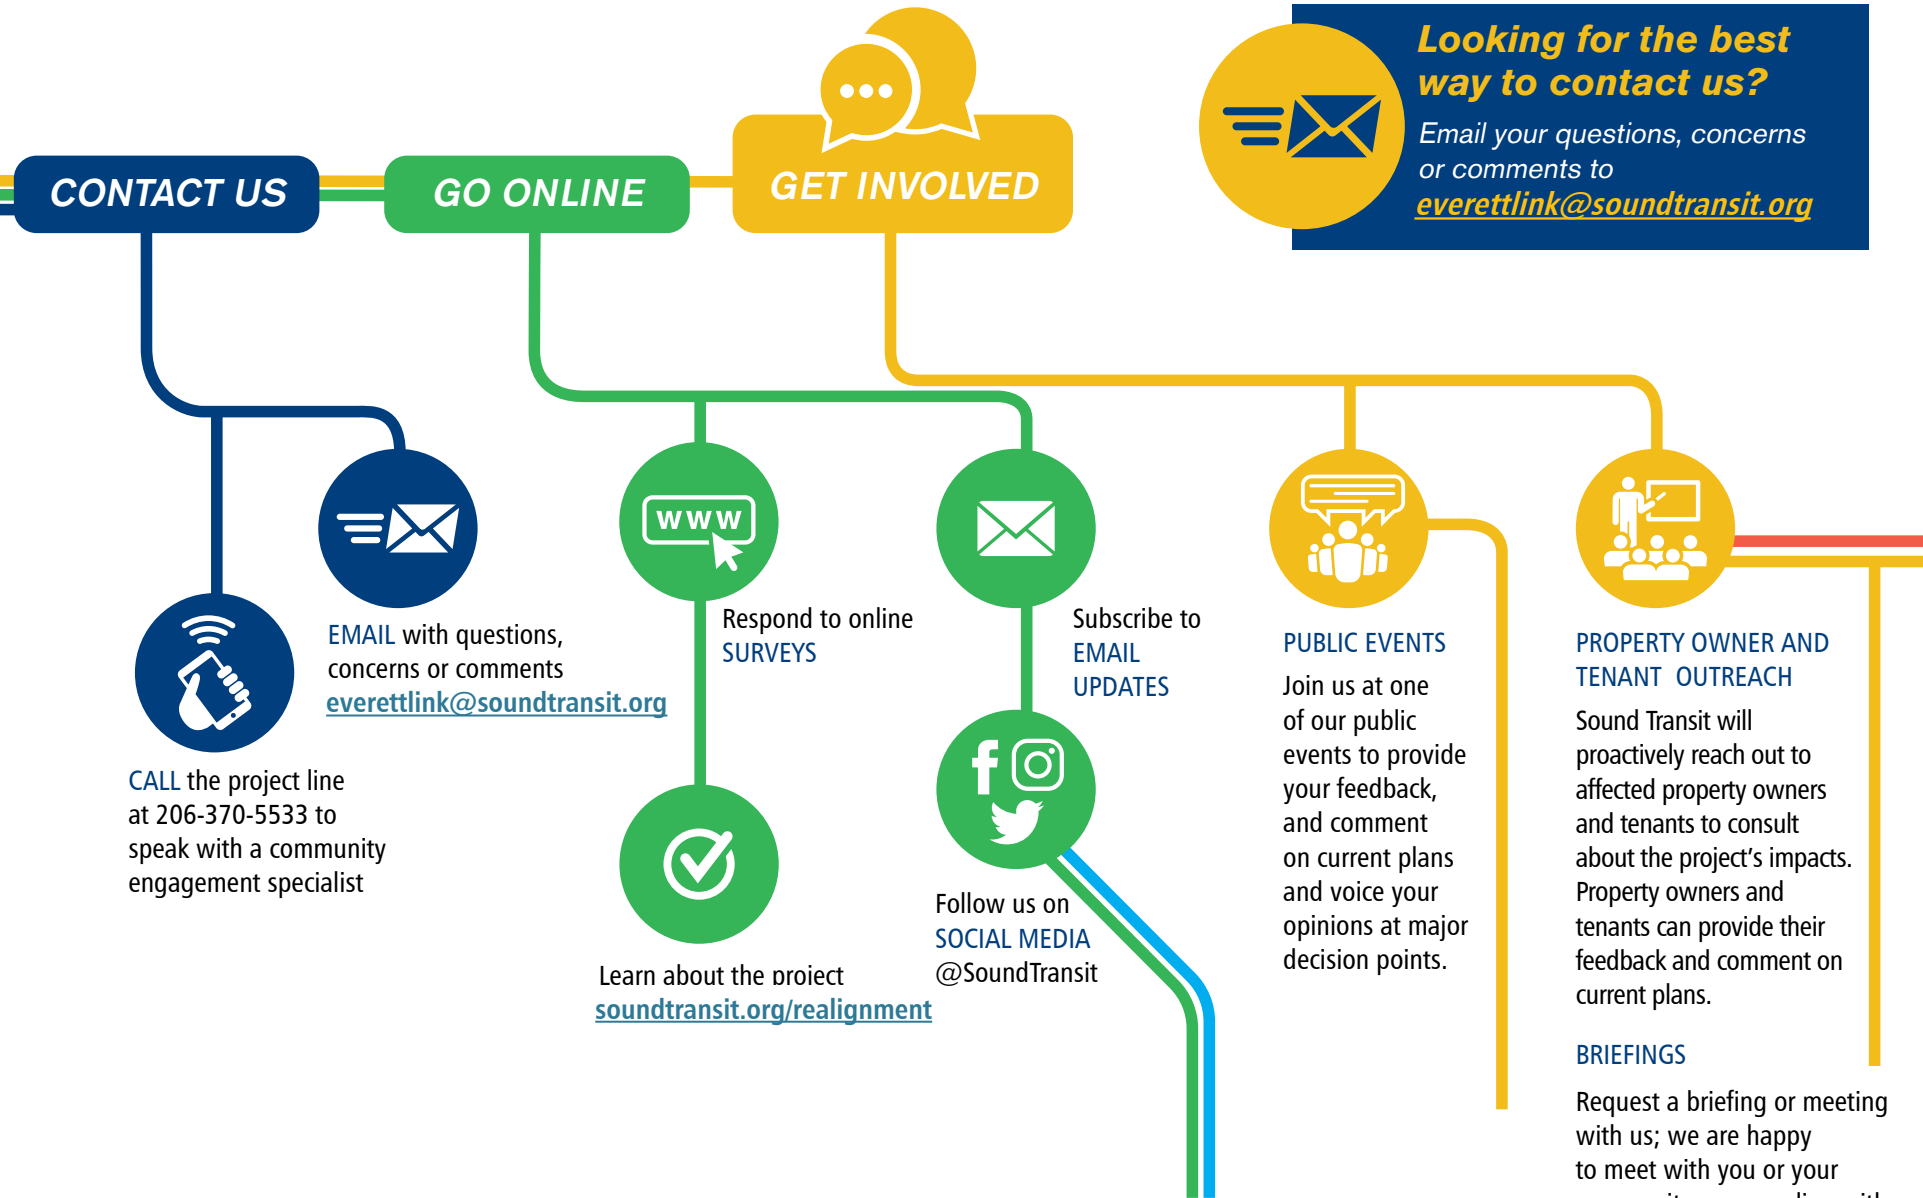 CONTACT US
GO ONLINE
GET INVOLVED
Looking for the best
way to contact us?
Email your questions, concerns
or comments to
everettlink@soundtransit.org
EMAIL with questions,
concerns or comments
everettlink@soundtransit.org
CALL the project line
at 206-370-5533 to
speak with a community
engagement specialist
www
Respond to online
SURVEYS
Learn about the project
soundtransit.org/realignment
Subscribe to
EMAIL
UPDATES
Follow us on
SOCIAL MEDIA
@SoundTransit
PUBLIC EVENTS
Join us at one
of our public
events to provide
your feedback,
and comment
on current plans
and voice your
opinions at major
decision points.
PROPERTY OWNER AND
TENANT OUTREACH
Sound Transit will
proactively reach out to
affected property owners
and tenants to consult
about the project's impacts.
Property owners and
tenants can provide their
feedback and comment on
current plans.
BRIEFINGS
Request a briefing or meeting
with us; we are happy
to meet with you or your